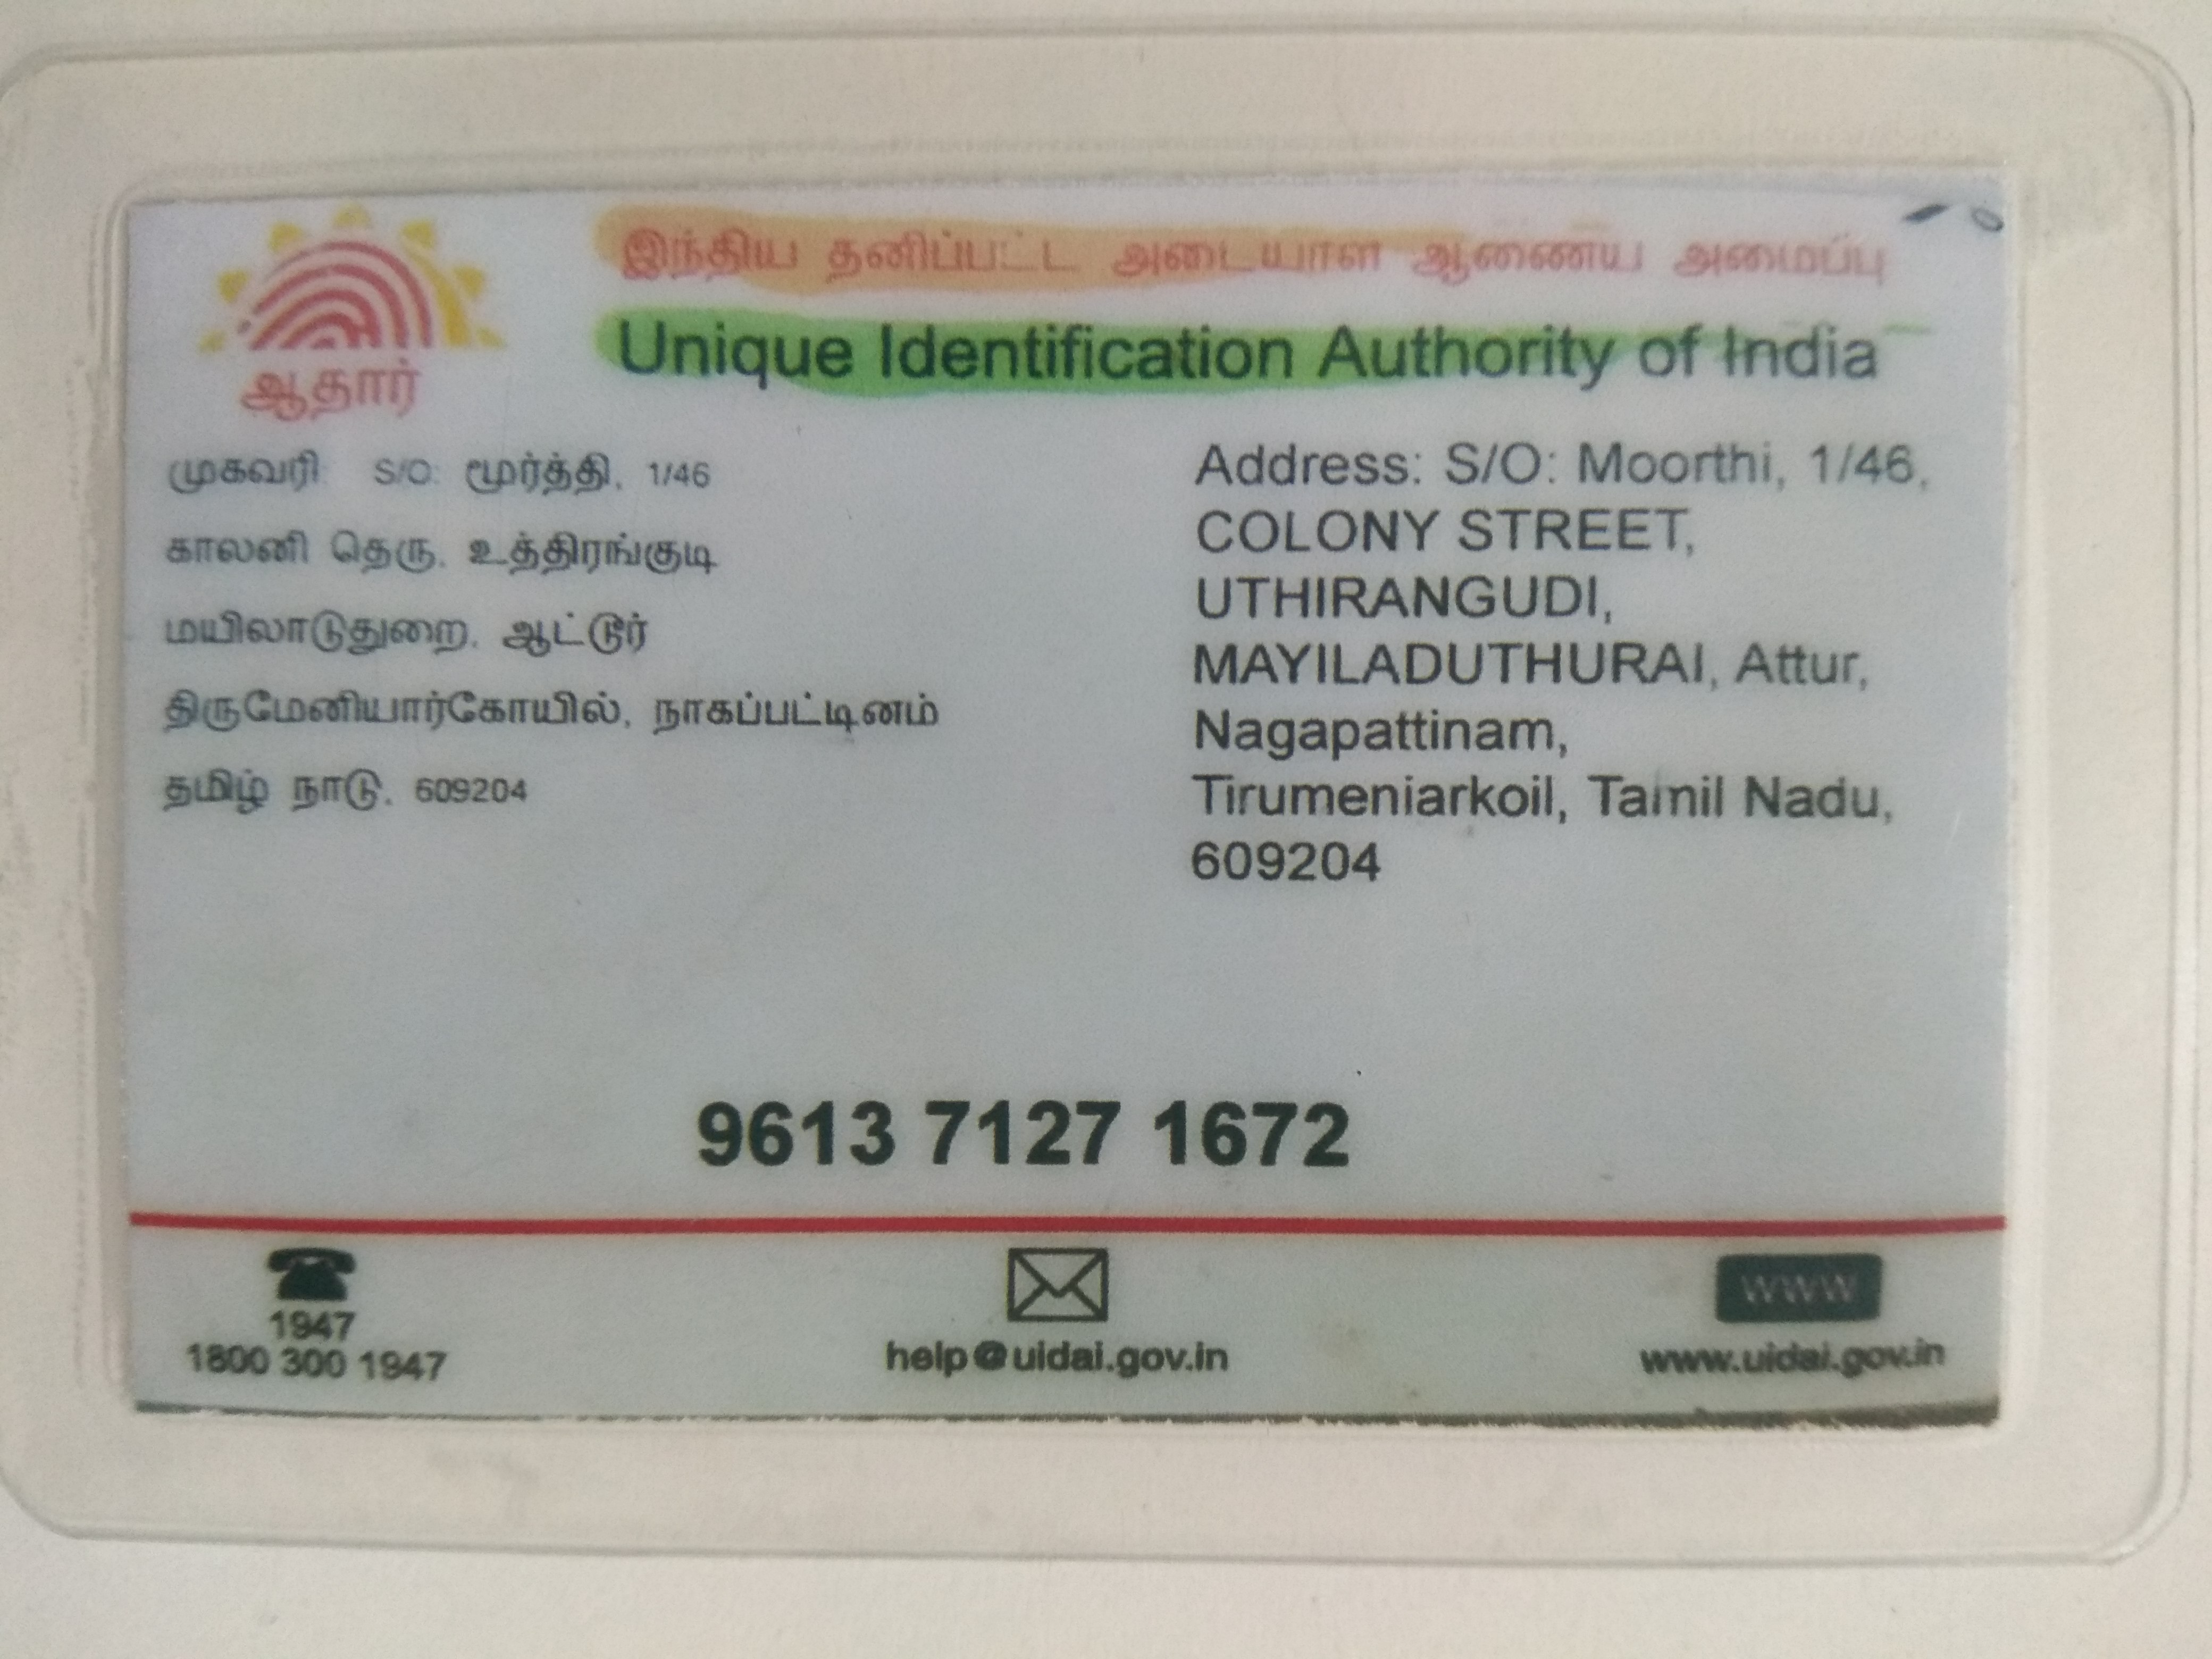 இந்திய தனிப்பட்ட அடையாள ஆணைய அமைப்பு
Unique Identification Authority of India
ஆதார்
முகவரி S/O: மூர்த்தி, 1/46
காலனி தெரு, உத்திரங்குடி
மயிலாடுதுறை, ஆட்டூர்
திருமேனியார்கோயில், நாகப்பட்டினம்
தமிழ் நாடு, 609204
Address: S/O: Moorthi, 1/46,
COLONY STREET,
UTHIRANGUDI,
MAYILADUTHURAI, Attur,
Nagapattinam,
Tirumeniarkoil, Tamil Nadu,
609204
9613 7127 1672
1947
1800 300 1947
help@uidai.gov.in
WWW
www.uidai.gov.in